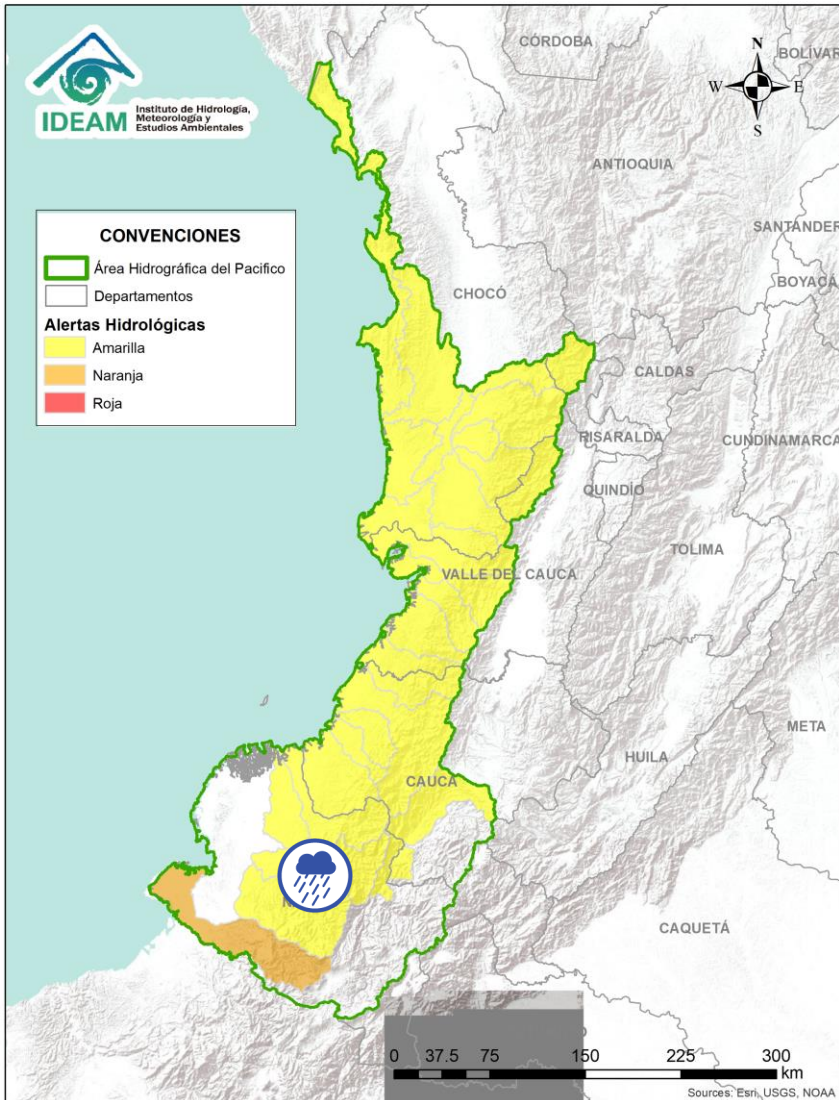 IDEAM
Instituto de Hidrología,
Meteorología y
Estudios Ambientales
CÓRDOBA
BOLÍVAR
N
W
E
S
ANTIOQUIA
SANTANDER
BOYACÁ
CONVENCIONES
Área Hidrográfica del Pacifico
Departamentos
Alertas Hidrológicas
Amarilla
Naranja
Roja
CHOCÓ
CALDAS
RISARALDA
CUNDINAMARCA
QUINDÍO
TOLIMA
VALLE DEL CAUCA
META
HUILA
CAUCA
CAQUETÁ
0 37.5 75 150 225 300
km
Sources: Esri, USGS, NOAA